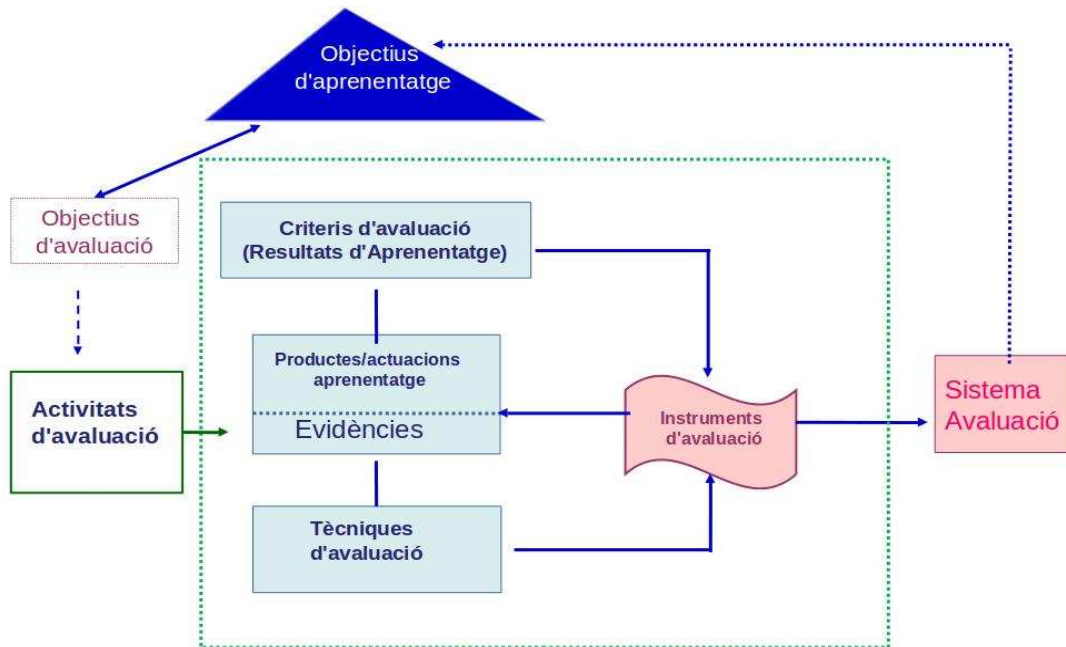 Objectius
d'aprenentatge
Objectius
d'avaluació
Criteris d'avaluació
(Resultats d'Aprenentatge)
Productes/actuacions
aprenentatge
Evidències
Activitats
d'avaluació
Instruments
d'avaluació
Sistema
Avaluació
Tècniques
d'avaluació